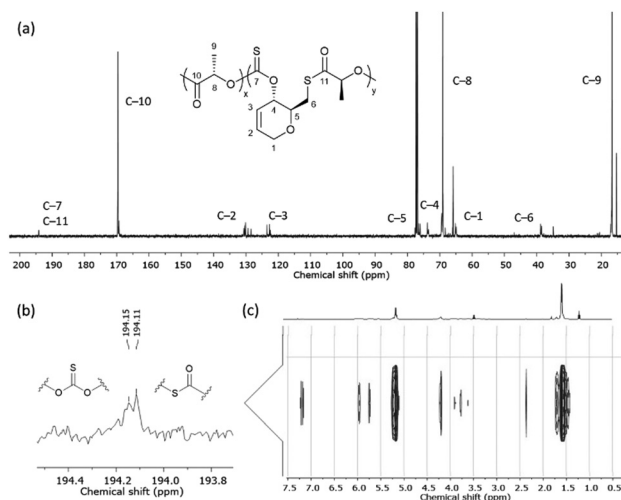 (a)
9
S
O
10
O
O
8
x
7
O
O
4
3
5
S
6
11
O
O
y
2
O
1
C–10
C–8
C–9
C–7
C–11
C–2
C–3
C–5
C–4
C–1
C–6
200 190 180 170 160 150 140 130 120 110 100 90 80 70 60 50 40 30 20
Chemical shift (ppm)
(b)
194.15
194.11
S
O
O
O
S
194.4 194.2 194.0 193.8
Chemical shift (ppm)
(c)
7.5 7.0 6.5 6.0 5.5 5.0 4.5 4.0 3.5 3.0 2.5 2.0 1.5 1.0 0.5
Chemical shift (ppm)